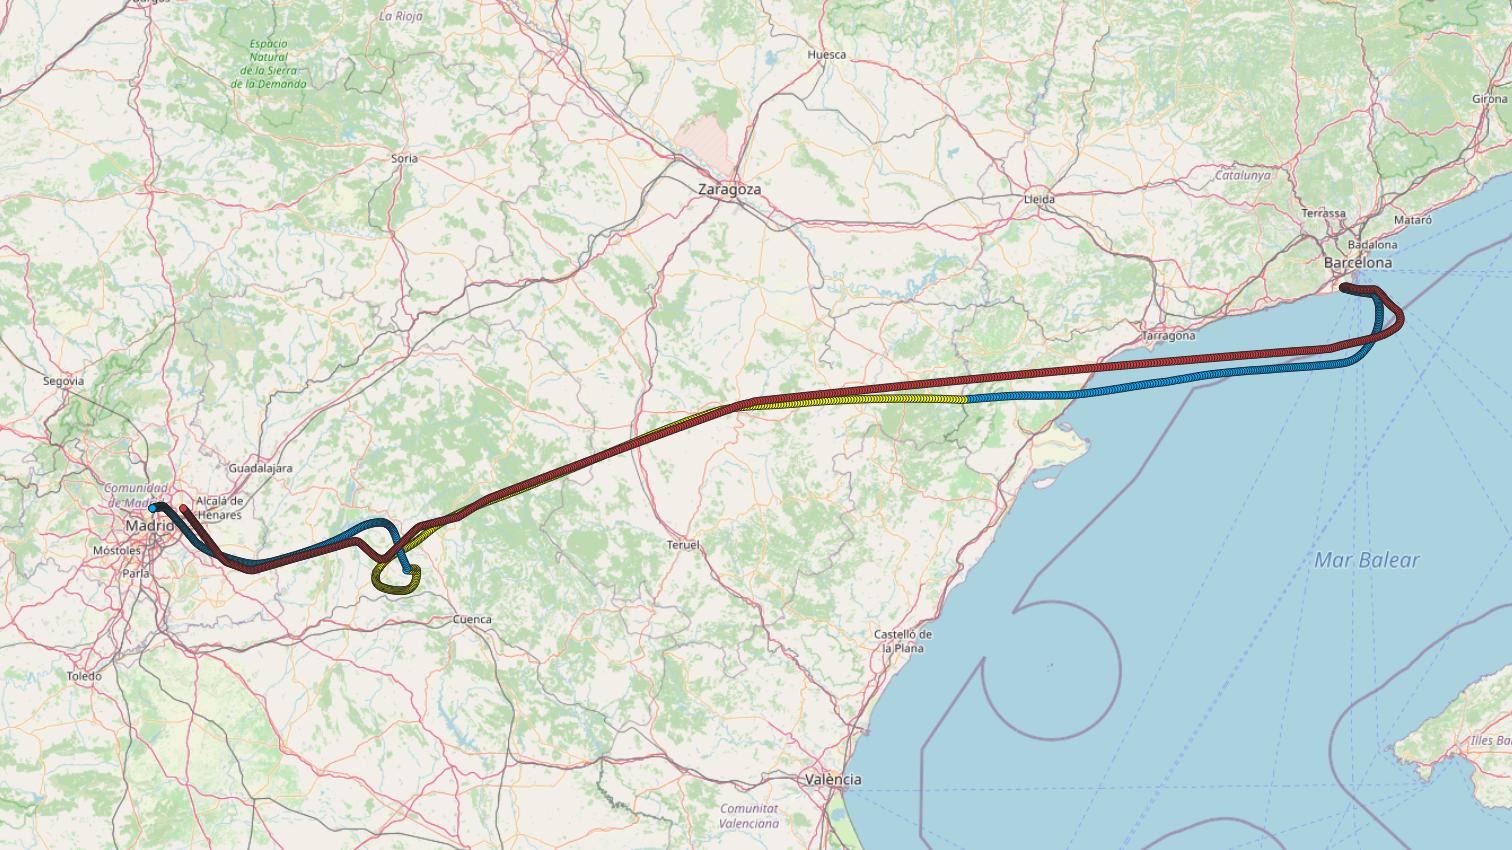 La Rioja
Espacio
Natural
de la Sierra
de la Demanda
Huesca
Girona
Soria
Zaragoza
Catalunya
Lleida
Terrassa
Mataró
Badalona
Barcelona
Tarragona
Segovia
Guadalajara
Comunidad
de Madrid
Alcalá de
Henares
Madrid
Móstoles
Parla
Teruel
Mar Balear
Cuenca
Castelló de
la Plana
Toledo
Illes Ba
València
Comunitat
Valenciana